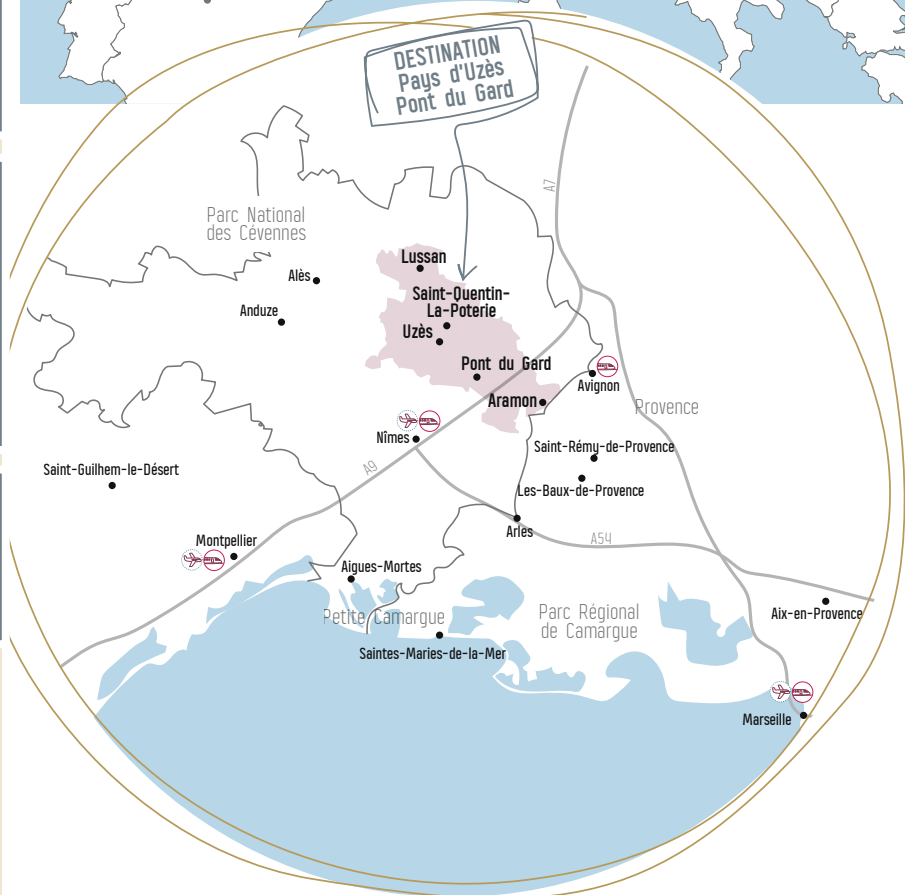 DESTINATION
Pays d'Uzès
Pont du Gard
A7
Parc National
des Cévennes
Lussan
Alès
Saint-Quentin-
La-Poterie
Anduze
Uzès
Pont du Gard
Avignon
Aramon
Provence
Nîmes
Saint-Rémy-de-Provence
A9
Saint-Guilhem-le-Désert
Les-Baux-de-Provence
Arles
A54
Montpellier
Aigues-Mortes
Petite Camargue
Parc Régional
de Camargue
Aix-en-Provence
Saintes-Maries-de-la-Mer
Marseille